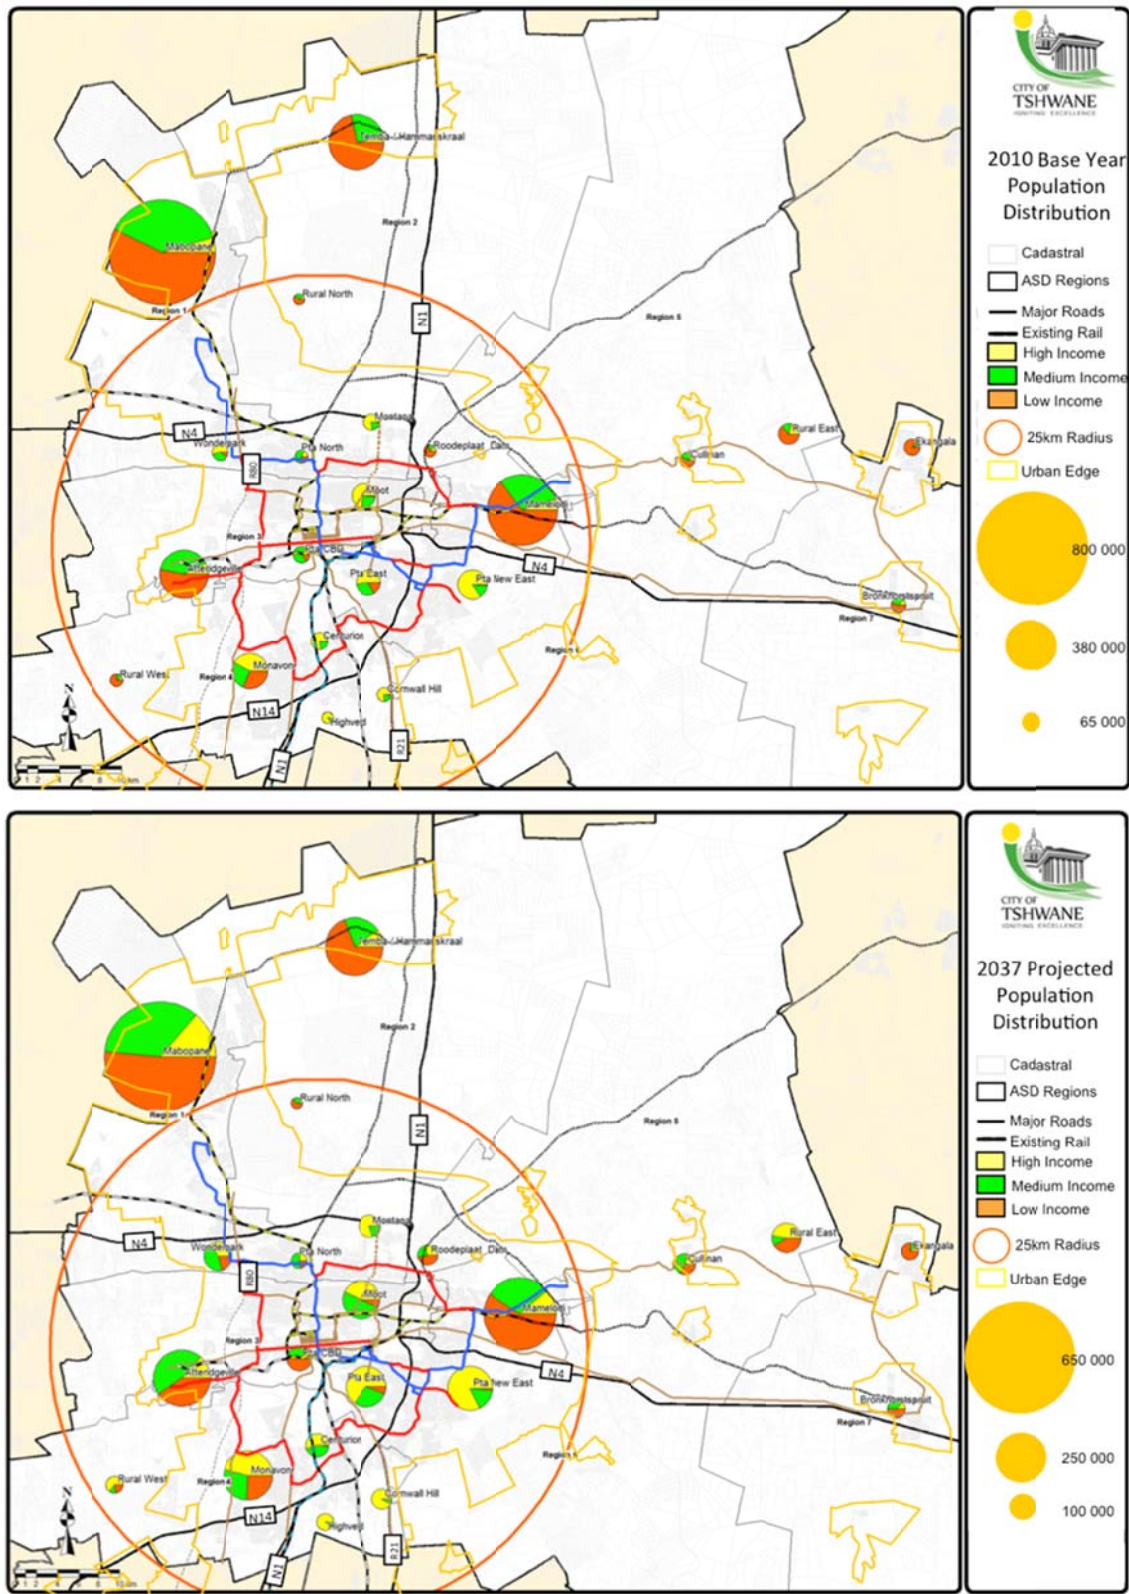 Temba / Hammanskraal
Region 2
Mabopane
Rural North
Region 1
N1
Region 5
Montana
N4
Wonderpark
Pta North
Roodeplaat Dam
Rural East
Ekangala
Cullinan
R80
Moot
Mamelodi
Region 3
Pta CBD
Atteridgeville
N4
Pta East
Pta New East
Bronkhorstspruit
Region 7
Centurion
Region 6
Rural West
Region 4
Monavoni
Cornwall Hill
N
N14
Highveld
N1
R21
CITY OF
TSHWANE
IGNITING EXCELLENCE
2010 Base Year
Population
Distribution
Cadastral
ASD Regions
Major Roads
Existing Rail
High Income
Medium Income
Low Income
25km Radius
Urban Edge
800 000
380 000
65 000
Temba / Hammanskraal
Region 2
Mabopane
Rural North
Region 1
N1
Region 5
Montana
N4
Wonderpark
Pta North
Roodeplaat Dam
Rural East
Ekangala
Cullinan
R80
Moot
Mamelodi
Region 3
Pta CBD
Atteridgeville
N4
Pta East
Pta New East
Bronkhorstspruit
Region 7
Centurion
Region 6
Rural West
Region 4
Monavoni
Cornwall Hill
N
N14
Highveld
N1
R21
CITY OF
TSHWANE
IGNITING EXCELLENCE
2037 Projected
Population
Distribution
Cadastral
ASD Regions
Major Roads
Existing Rail
High Income
Medium Income
Low Income
25km Radius
Urban Edge
650 000
250 000
100 000